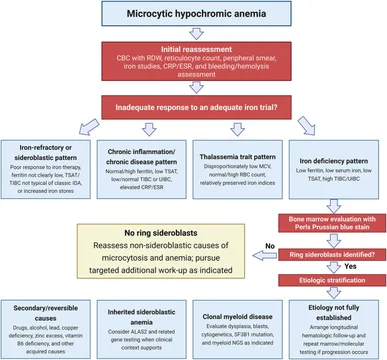 Microcytic hypochromic anemia
Initial reassessment
CBC with RDW, reticulocyte count, peripheral smear,
iron studies, CRP/ESR, and bleeding/hemolysis
assessment
Inadequate response to an adequate iron trial?
Iron-refractory or
sideroblastic pattern
Poor response to iron therapy,
ferritin not clearly low, TSAT/
TIBC not typical of classic IDA,
or increased iron stores
Chronic inflammation/
chronic disease pattern
Normal/high ferritin, low TSAT,
low/normal TIBC or UIBC,
elevated CRP/ESR
Thalassemia trait pattern
Disproportionately low MCV,
normal/high RBC count,
relatively preserved iron indices
Iron deficiency pattern
Low ferritin, low serum iron, low
TSAT, high TIBC/UIBC
Bone marrow evaluation with
Perls Prussian blue stain
No ring sideroblasts
Reassess non-sideroblastic causes of
microcytosis and anemia; pursue
targeted additional work-up as indicated
No
Ring sideroblasts identified?
Yes
Etiologic stratification
Secondary/reversible
causes
Drugs, alcohol, lead, copper
deficiency, zinc excess, vitamin
B6 deficiency, and other
acquired causes
Inherited sideroblastic
anemia
Consider ALAS2 and related
gene testing when clinical
context supports
Clonal myeloid disease
Evaluate dysplasia, blasts,
cytogenetics, SF3B1 mutation,
and myeloid NGS as indicated
Etiology not fully
established
Arrange longitudinal
hematologic follow-up and
repeat marrow/molecular
testing if progression occurs